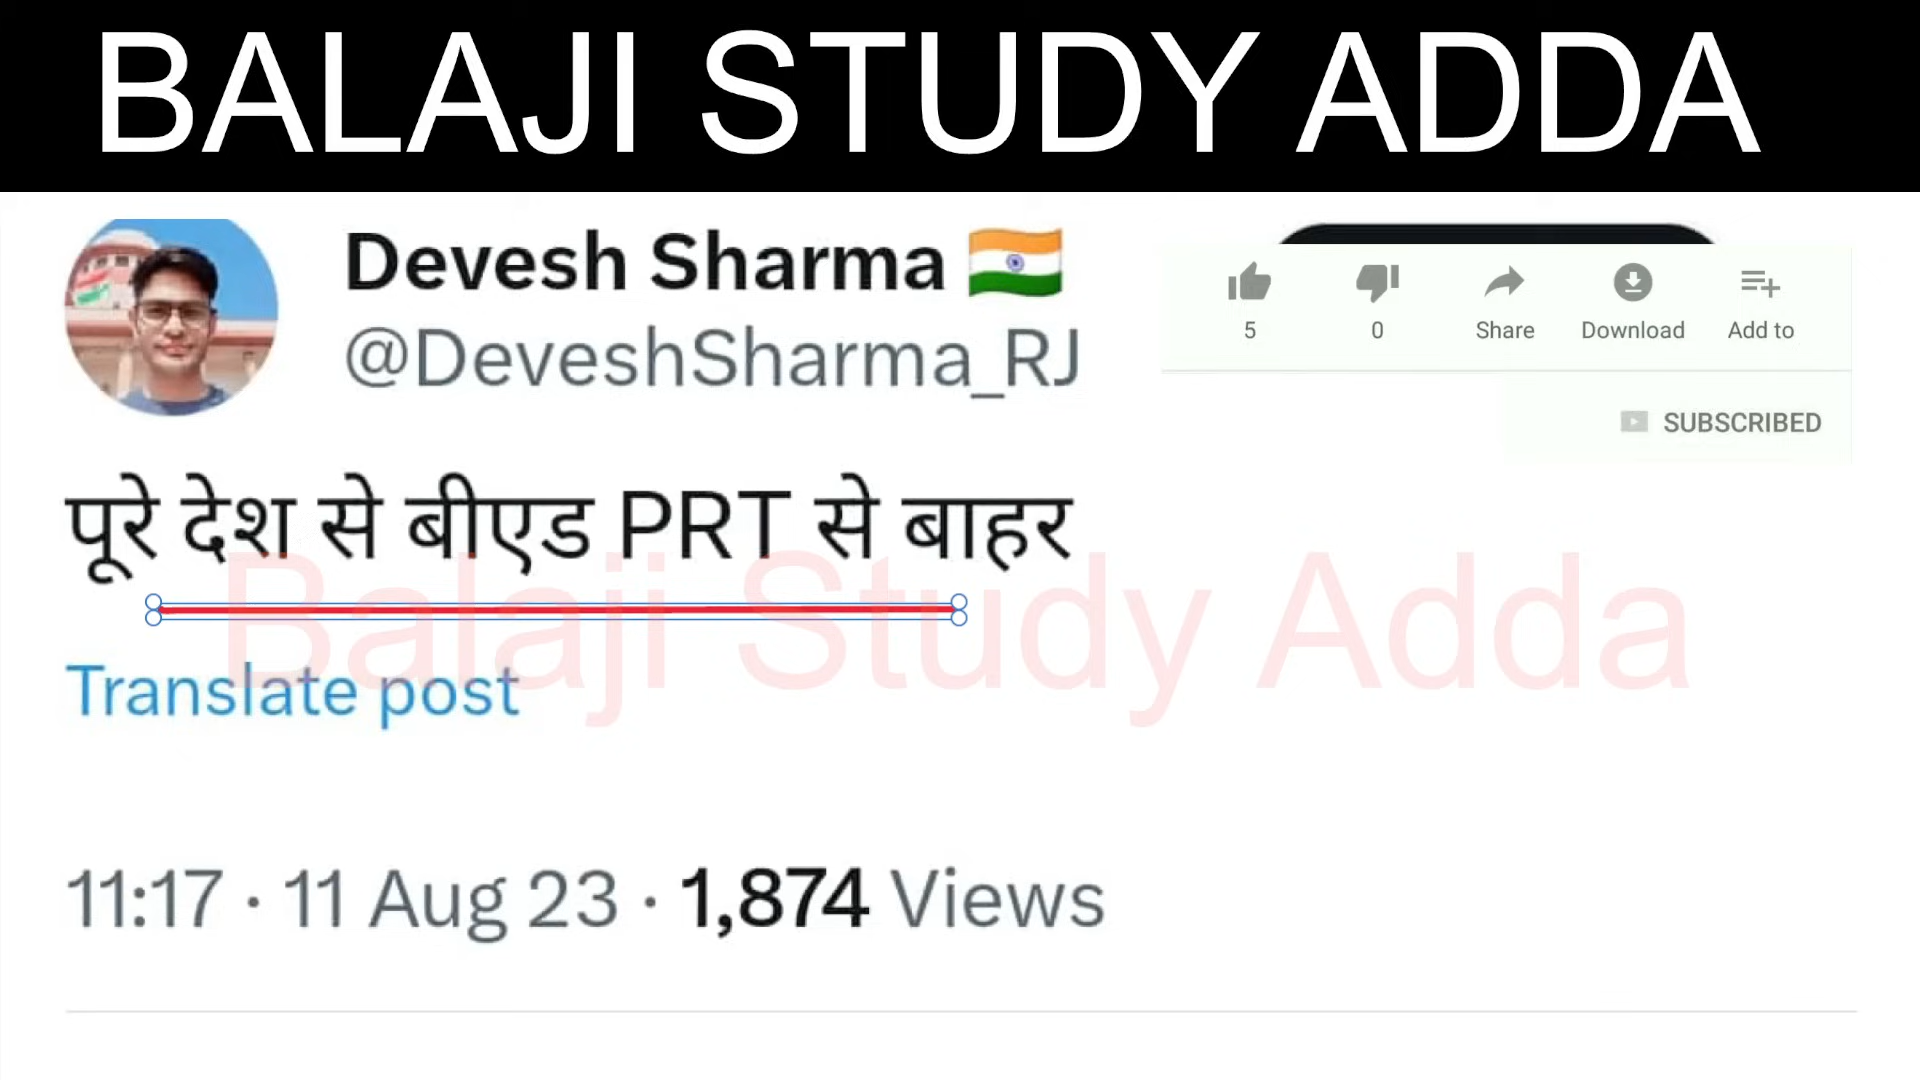 BALAJI STUDY ADDA
Devesh Sharma 🇮🇳
@DeveshSharma_RJ
5 0 Share Download Add to
SUBSCRIBED
पूरे देश से बीएड PRT से बाहर
Balaji Study Adda
Translate post
11:17 · 11 Aug 23 · 1,874 Views